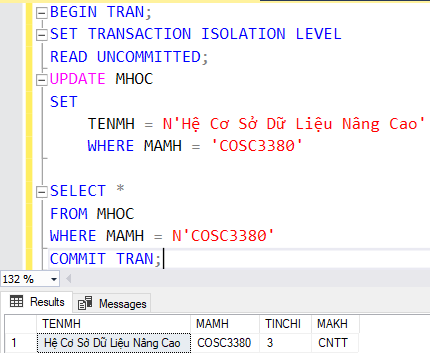 BEGIN TRAN;
SET TRANSACTION ISOLATION LEVEL
READ UNCOMMITTED;
UPDATE MHOC
SET
TENMH = N'Hệ Cơ Sở Dữ Liệu Nâng Cao'
WHERE MAMH = 'COSC3380'
SELECT *
FROM MHOC
WHERE MAMH = N'COSC3380'
COMMIT TRAN;
132 %
Results Messages
TENMH MAMH TINCHI MAKH
1 Hệ Cơ Sở Dữ Liệu Nâng Cao COSC3380 3 CNTT